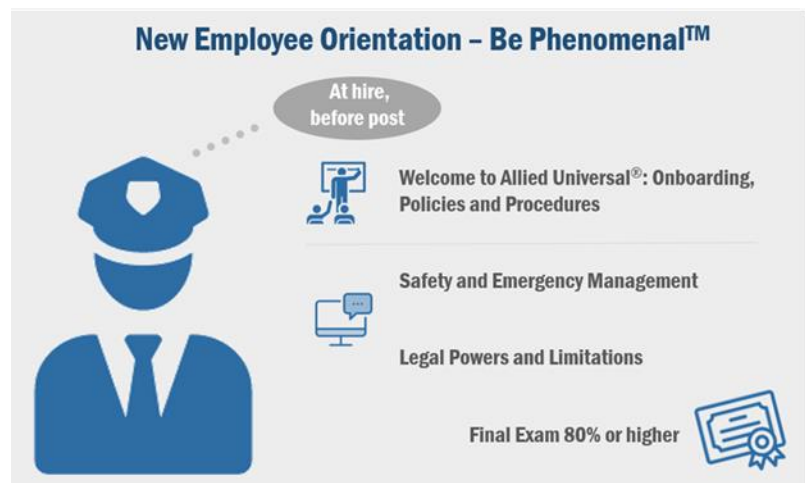 New Employee Orientation – Be Phenomenal™
At hire,
before post
Welcome to Allied Universal®: Onboarding,
Policies and Procedures
Safety and Emergency Management
Legal Powers and Limitations
Final Exam 80% or higher